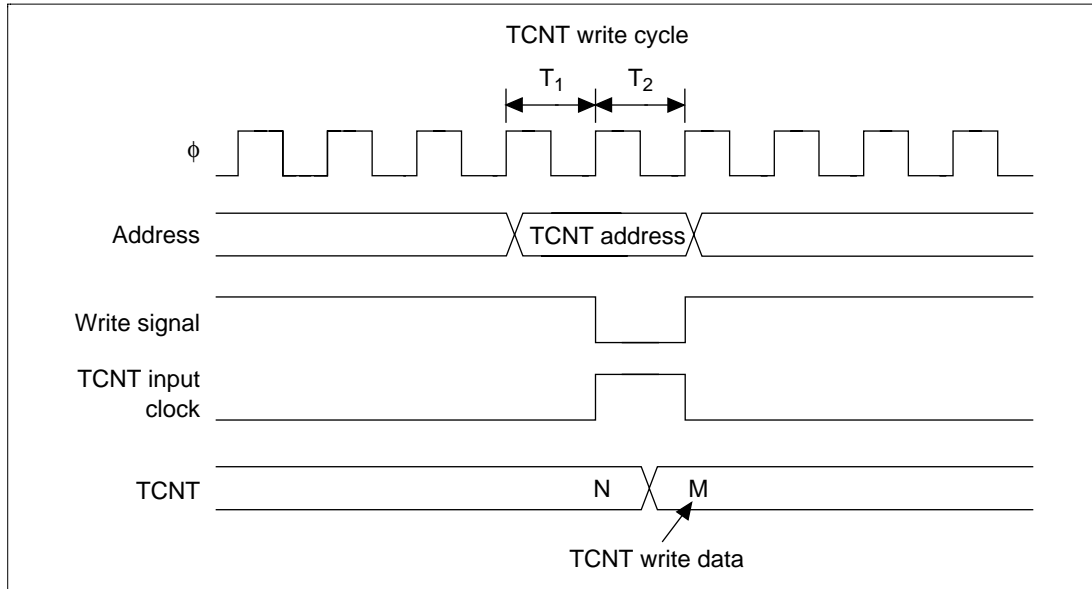 TCNT write cycle
T1 T2
ϕ
Address
TCNT address
Write signal
TCNT input
clock
TCNT
N M
TCNT write data